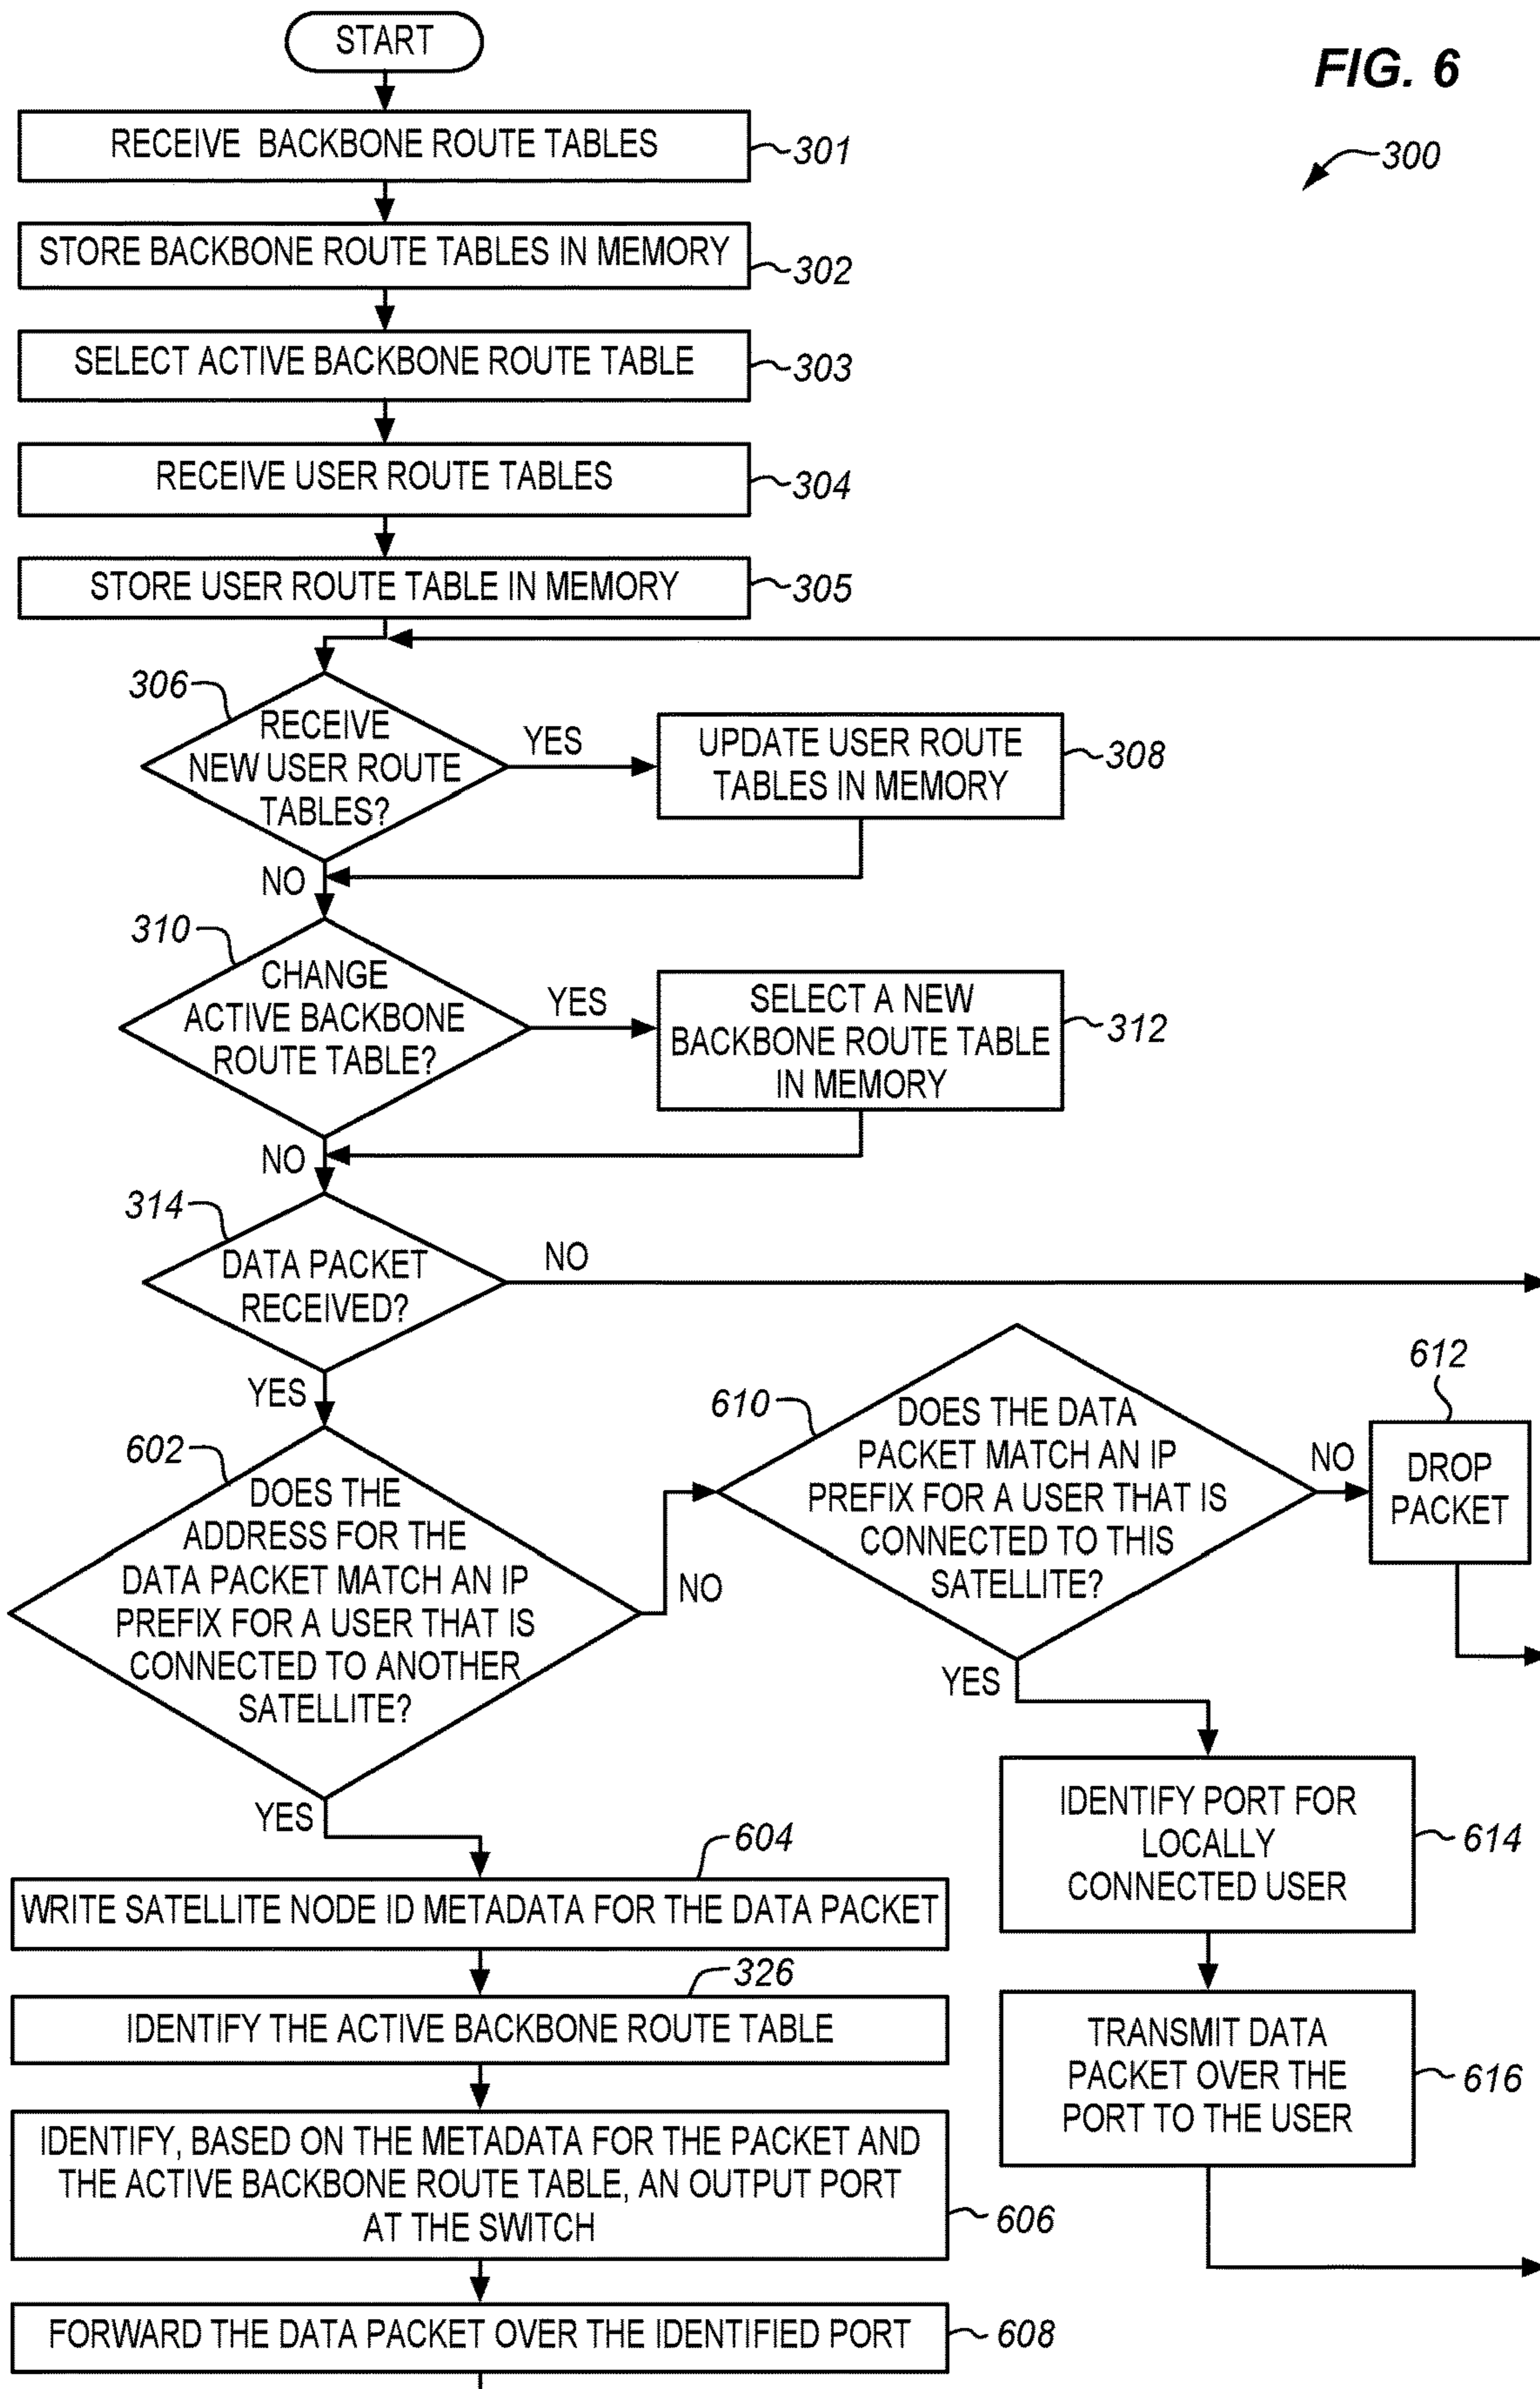 START
FIG. 6
300
RECEIVE BACKBONE ROUTE TABLES
301
STORE BACKBONE ROUTE TABLES IN MEMORY
302
SELECT ACTIVE BACKBONE ROUTE TABLE
303
RECEIVE USER ROUTE TABLES
304
STORE USER ROUTE TABLE IN MEMORY
305
306
RECEIVE
NEW USER ROUTE
TABLES?
YES
UPDATE USER ROUTE
TABLES IN MEMORY
308
NO
310
CHANGE
ACTIVE BACKBONE
ROUTE TABLE?
YES
SELECT A NEW
BACKBONE ROUTE TABLE
IN MEMORY
312
NO
314
DATA PACKET
RECEIVED?
NO
YES
602
DOES THE
ADDRESS FOR THE
DATA PACKET MATCH AN IP
PREFIX FOR A USER THAT IS
CONNECTED TO ANOTHER
SATELLITE?
NO
610
DOES THE DATA
PACKET MATCH AN IP
PREFIX FOR A USER THAT IS
CONNECTED TO THIS
SATELLITE?
NO
612
DROP
PACKET
YES
IDENTIFY PORT FOR
LOCALLY
CONNECTED USER
614
TRANSMIT DATA
PACKET OVER THE
PORT TO THE USER
616
YES
604
WRITE SATELLITE NODE ID METADATA FOR THE DATA PACKET
326
IDENTIFY THE ACTIVE BACKBONE ROUTE TABLE
IDENTIFY, BASED ON THE METADATA FOR THE PACKET AND
THE ACTIVE BACKBONE ROUTE TABLE, AN OUTPUT PORT
AT THE SWITCH
606
FORWARD THE DATA PACKET OVER THE IDENTIFIED PORT
608